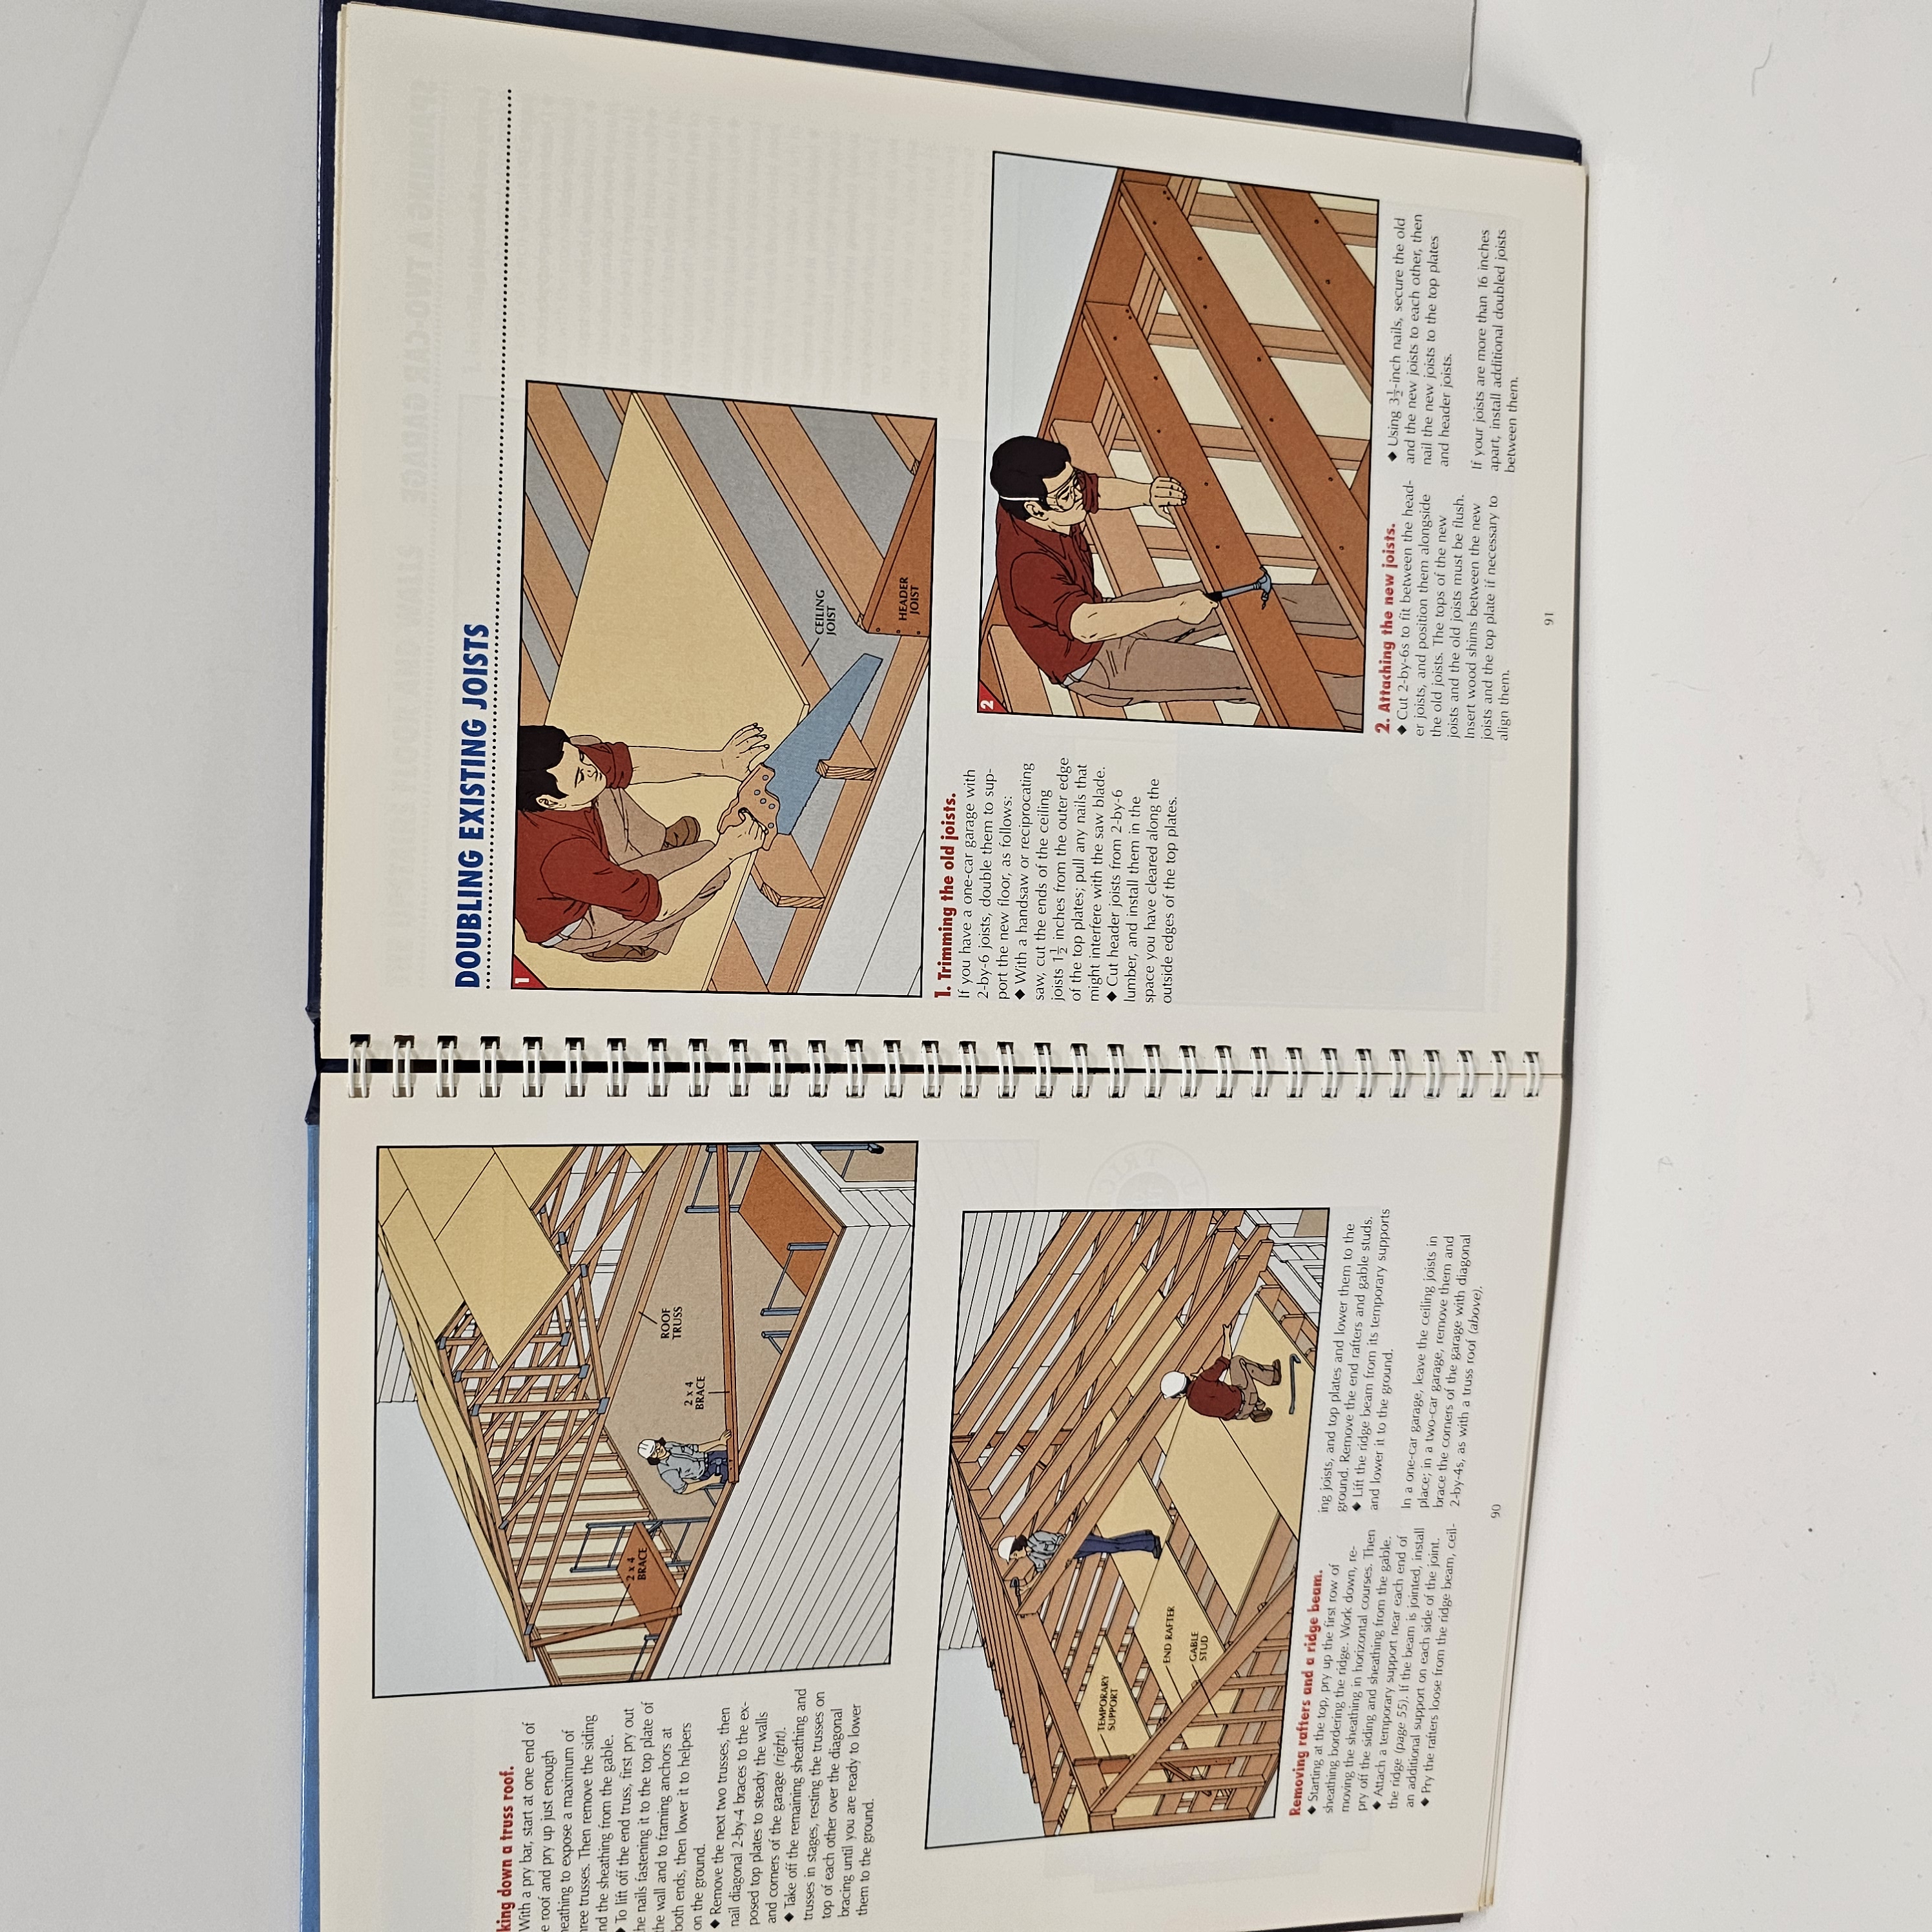 king down a truss roof.
With a pry bar, start at one end of
e roof and pry up just enough
heathing to expose a maximum of
hree trusses. Then remove the siding
nd the sheathing from the gable.
◆ To lift off the end truss, first pry out
he nails fastening it to the top plate of
the wall and to framing anchors at
both ends, then lower it to helpers
on the ground.
◆ Remove the next two trusses, then
nail diagonal 2-by-4 braces to the ex-
posed top plates to steady the walls
and corners of the garage (right).
◆ Take off the remaining sheathing and
trusses in stages, resting the trusses on
top of each other over the diagonal
bracing until you are ready to lower
them to the ground.
2 x 4
BRACE
ROOF
TRUSS
2 x 4
BRACE
TEMPORARY
SUPPORT
END RAFTER
GABLE
STUD
Removing rafters and a ridge beam.
◆ Starting at the top, pry up the first row of
sheathing bordering the ridge. Work down, re-
moving the sheathing in horizontal courses. Then
pry off the siding and sheathing from the gable.
◆ Attach a temporary support near each end of
the ridge (page 55). If the beam is jointed, install
an additional support on each side of the joint.
◆ Pry the rafters loose from the ridge beam, ceil-
ing joists, and top plates and lower them to the
ground. Remove the end rafters and gable studs.
◆ Lift the ridge beam from its temporary supports
and lower it to the ground.
In a one-car garage, leave the ceiling joists in
place; in a two-car garage, remove them and
brace the corners of the garage with diagonal
2-by-4s, as with a truss roof (above).
90
THE UPSTAIRS FLOOR AND WALLS
SPANNING A TWO-CAR GARAGE
DOUBLING EXISTING JOISTS
1
CEILING
JOIST
HEADER
JOIST
1. Trimming the old joists.
If you have a one-car garage with
2-by-6 joists, double them to sup-
port the new floor, as follows:
◆ With a handsaw or reciprocating
saw, cut the ends of the ceiling
joists 1½ inches from the outer edge
of the top plates; pull any nails that
might interfere with the saw blade.
◆ Cut header joists from 2-by-6
lumber, and install them in the
space you have cleared along the
outside edges of the top plates.
2
2. Attaching the new joists.
◆ Cut 2-by-6s to fit between the head-
er joists, and position them alongside
the old joists. The tops of the new
joists and the old joists must be flush.
Insert wood shims between the new
joists and the top plate if necessary to
align them.
◆ Using 3½-inch nails, secure the old
and the new joists to each other, then
nail the new joists to the top plates
and header joists.
If your joists are more than 16 inches
apart, install additional doubled joists
between them.
91